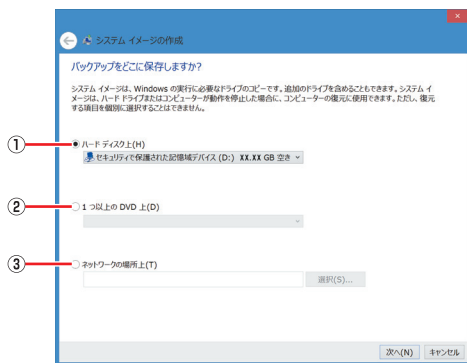 システム イメージの作成
バックアップをどこに保存しますか?
システム イメージは、Windows の実行に必要なドライブのコピーです。追加のドライブを含めることもできます。システム イ
メージは、ハード ドライブまたはコンピューターが動作を停止した場合に、コンピューターの復元に使用できます。ただし、復元
する項目を個別に選択することはできません。
① ハード ディスク上(H)
セキュリティで保護された記憶域デバイス (D:) XX.XX GB 空き
② 1 つ以上の DVD 上(D)
③ ネットワークの場所上(T)
選択(S)...
次へ(N) キャンセル